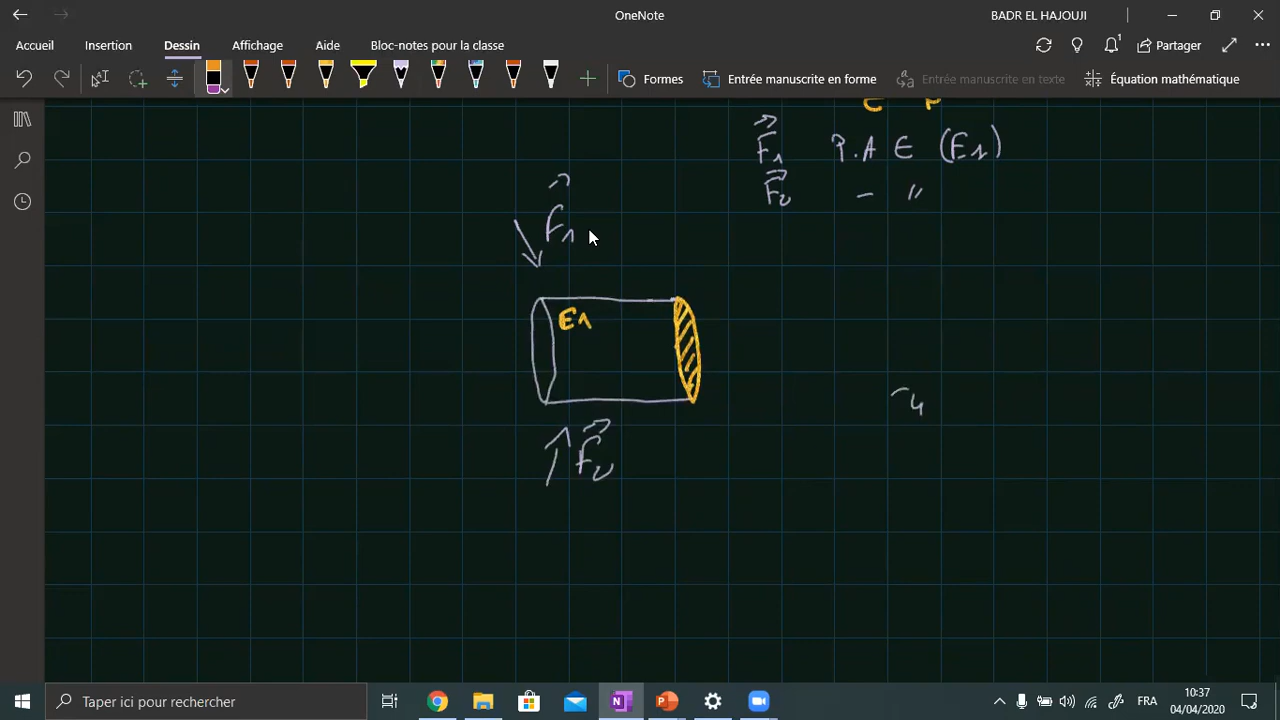 OneNote
BADR EL HAJOUJI
Accueil Insertion Dessin Affichage Aide Bloc-notes pour la classe
Partager
Formes Entrée manuscrite en forme Entrée manuscrite en texte Équation mathématique
F⃗1 P.A ∈ (E1)
F⃗2 - "
F⃗1
E1
F⃗2
Taper ici pour rechercher
FRA
10:37
04/04/2020